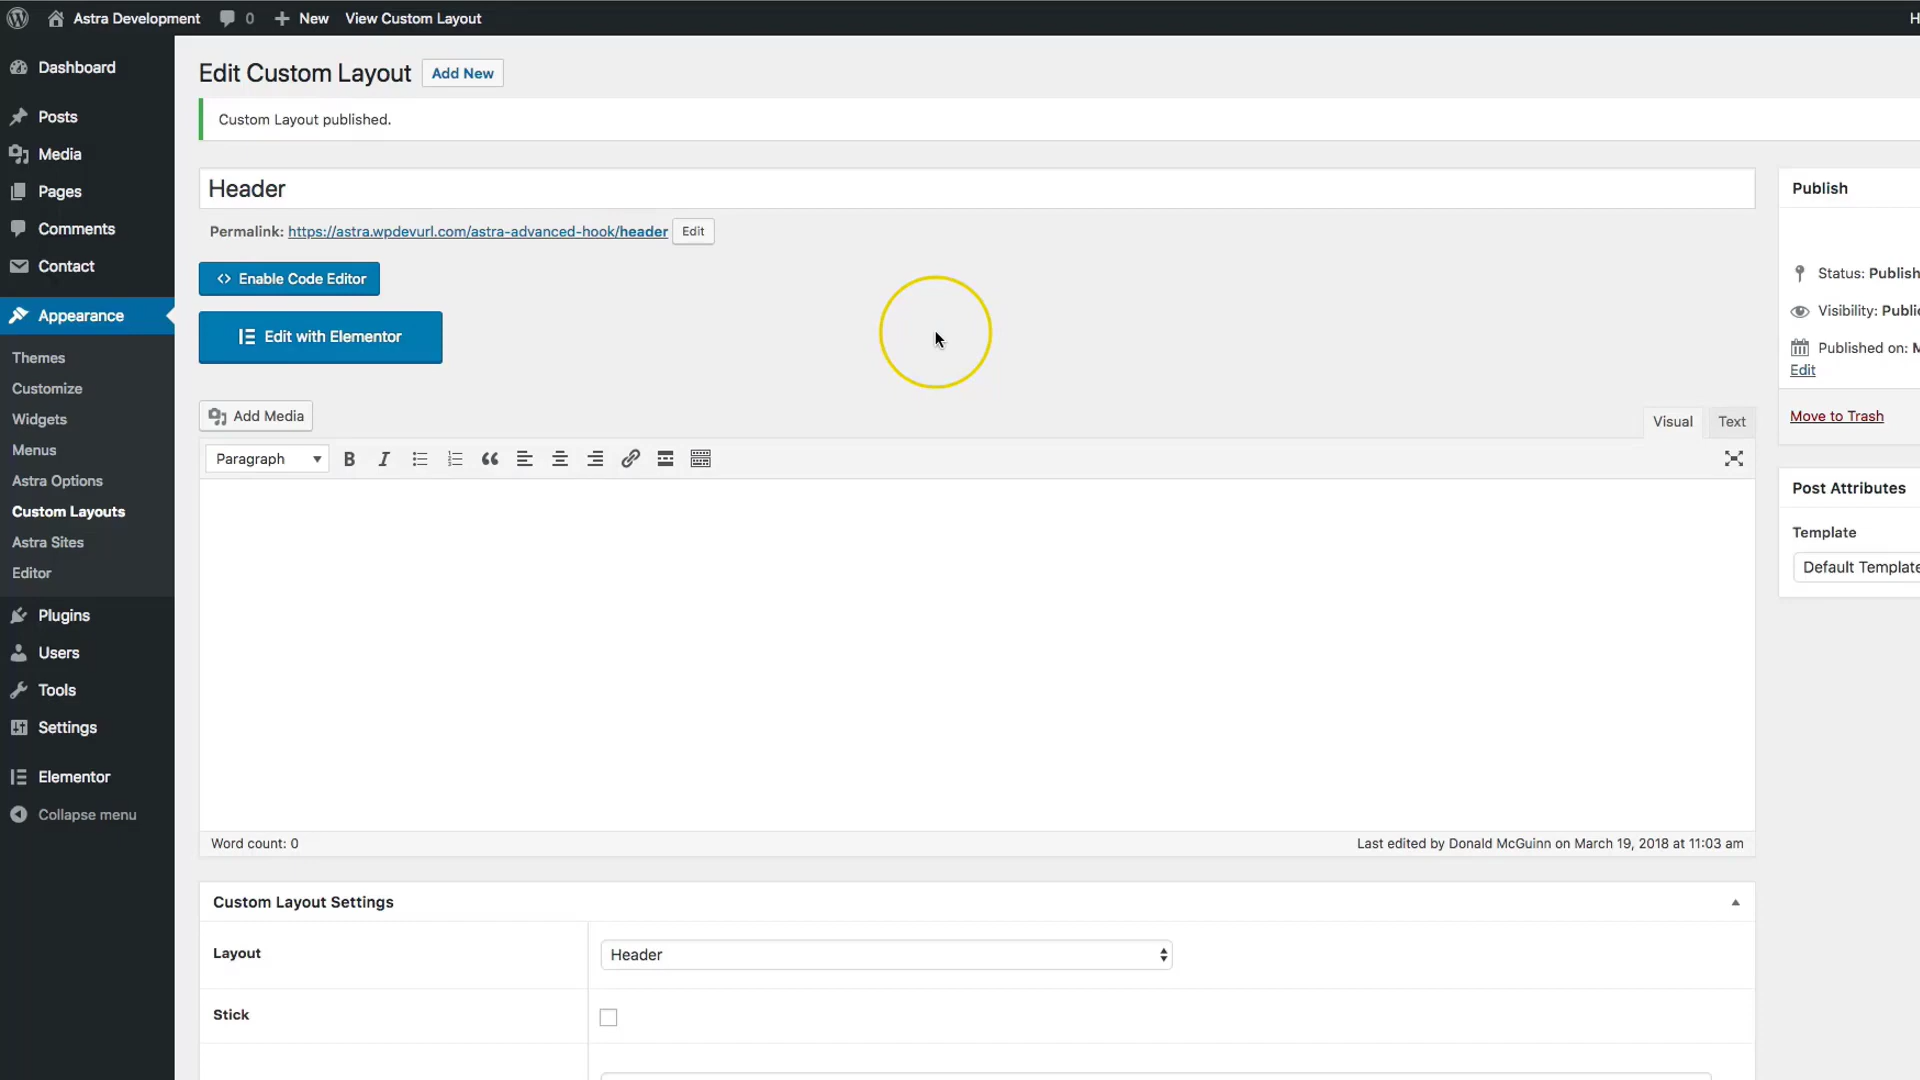 Astra Development 0 New View Custom Layout H
Dashboard
Posts
Media
Pages
Comments
Contact
Appearance
Themes
Customize
Widgets
Menus
Astra Options
Custom Layouts
Astra Sites
Editor
Plugins
Users
Tools
Settings
Elementor
Collapse menu
Edit Custom Layout Add New
Custom Layout published.
Header
Permalink: https://astra.wpdevurl.com/astra-advanced-hook/header Edit
<> Enable Code Editor
Edit with Elementor
Add Media
Visual Text
Paragraph B I
Word count: 0 Last edited by Donald McGuinn on March 19, 2018 at 11:03 am
Custom Layout Settings
Layout Header
Stick
Publish
Status: Publish
Visibility: Public
Published on: M
Edit
Move to Trash
Post Attributes
Template
Default Template